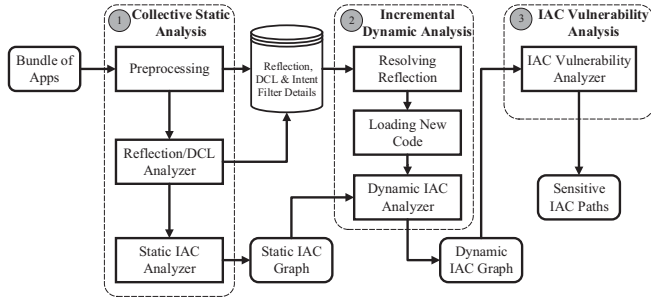 1
Collective Static
Analysis
2
Incremental
Dynamic Analysis
3
IAC Vulnerability
Analysis
Bundle of
Apps
Preprocessing
Reflection,
DCL & Intent
Filter Details
Resolving
Reflection
IAC Vulnerability
Analyzer
Loading New
Code
Reflection/DCL
Analyzer
Dynamic IAC
Analyzer
Sensitive
IAC Paths
Static IAC
Analyzer
Static IAC
Graph
Dynamic
IAC Graph